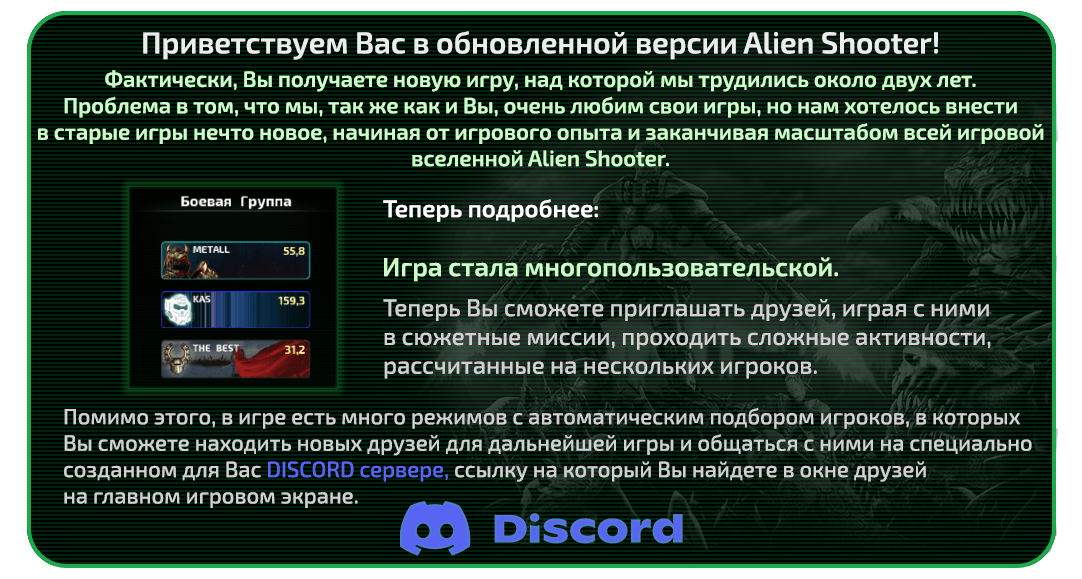 Приветствуем Вас в обновленной версии Alien Shooter!
Фактически, Вы получаете новую игру, над которой мы трудились около двух лет.
Проблема в том, что мы, так же как и Вы, очень любим свои игры, но нам хотелось внести
в старые игры нечто новое, начиная от игрового опыта и заканчивая масштабом всей игровой
вселенной Alien Shooter.
Боевая Группа
METALL 55,8
KAS 159,3
THE BEST 31,2
Теперь подробнее:
Игра стала многопользовательской.
Теперь Вы сможете приглашать друзей, играя с ними
в сюжетные миссии, проходить сложные активности,
рассчитанные на нескольких игроков.
Помимо этого, в игре есть много режимов с автоматическим подбором игроков, в которых
Вы сможете находить новых друзей для дальнейшей игры и общаться с ними на специально
созданном для Вас DISCORD сервере, ссылку на который Вы найдете в окне друзей
на главном игровом экране.
Discord